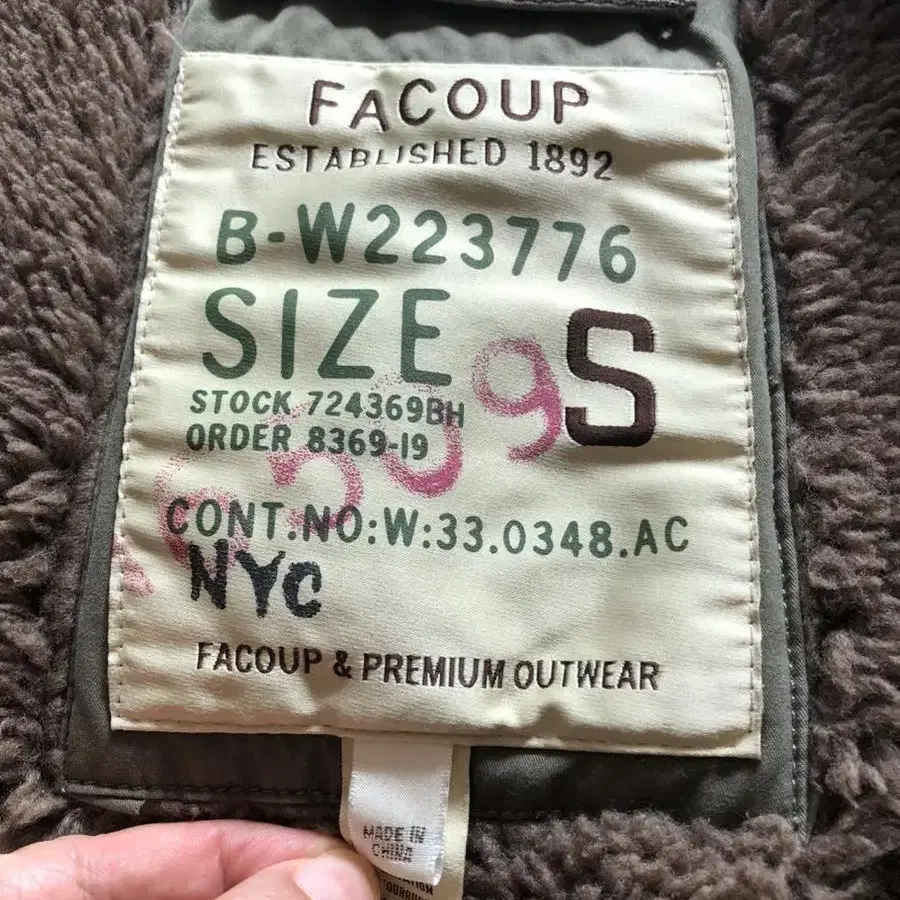 FACOUP
ESTABLISHED 1892
B-W223776
SIZE S
STOCK 724369BH
ORDER 8369-19
CONT.NO:W:33.0348.AC
NYC
FACOUP & PREMIUM OUTWEAR
MADE IN
CHINA